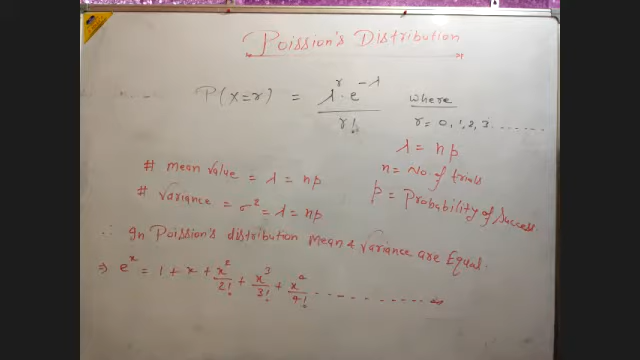 Poission's Distribution
P(x=r) = λ^r · e^-λ / r! where
r = 0, 1, 2, 3 .......
λ = np
n = No. of trials
p = Probability of Success.
# mean value = λ = np
# variance = σ² = λ = np
∴ In Poission's distribution Mean & Variance are Equal.
⇒ e^x = 1 + x + x²/2! + x³/3! + x⁴/4! ............ ∞